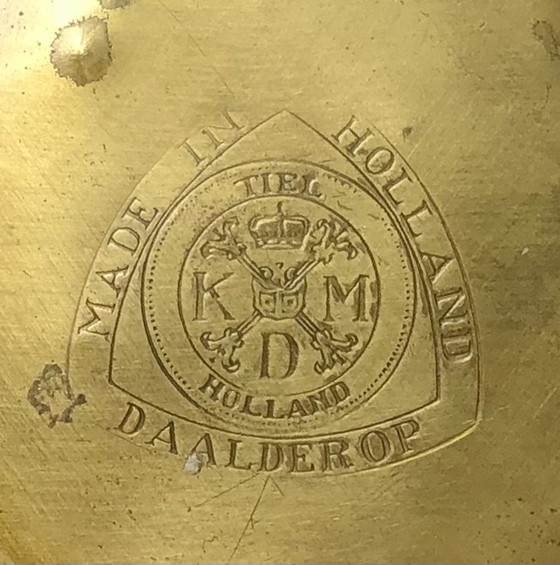 MADE IN HOLLAND
TIEL
K M
D
HOLLAND
DAALDEROP